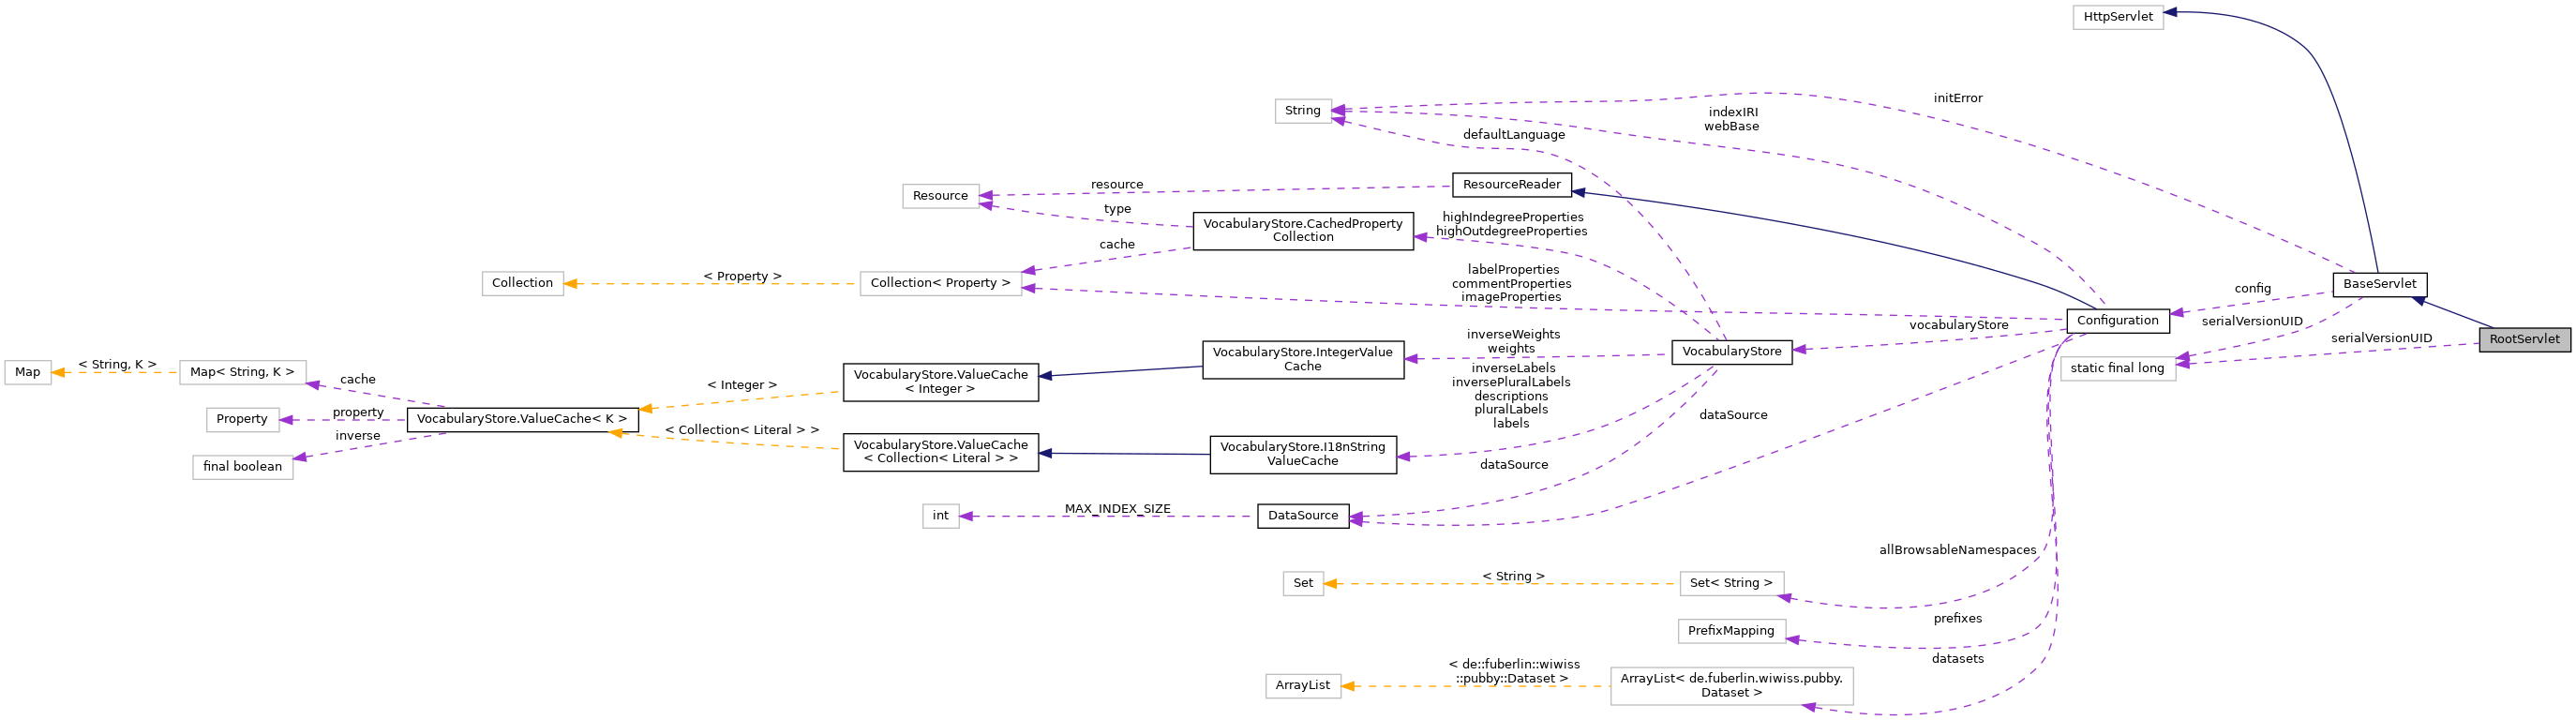 HttpServlet
initError
String
indexIRI
webBase
defaultLanguage
ResourceReader
resource
Resource
type
VocabularyStore.CachedProperty
Collection
highIndegreeProperties
highOutdegreeProperties
cache
Collection
< Property >
Collection< Property >
labelProperties
commentProperties
imageProperties
BaseServlet
config
Configuration
serialVersionUID
vocabularyStore
serialVersionUID
RootServlet
inverseWeights
weights
VocabularyStore
VocabularyStore.IntegerValue
Cache
static final long
Map
< String, K >
Map< String, K >
cache
VocabularyStore.ValueCache
< Integer >
< Integer >
inverseLabels
inversePluralLabels
descriptions
pluralLabels
labels
Property
property
VocabularyStore.ValueCache< K >
dataSource
inverse
< Collection< Literal > >
VocabularyStore.ValueCache
< Collection< Literal > >
VocabularyStore.I18nString
ValueCache
final boolean
dataSource
int
MAX_INDEX_SIZE
DataSource
allBrowsableNamespaces
Set
< String >
Set< String >
prefixes
PrefixMapping
datasets
ArrayList
< de::fuberlin::wiwiss
::pubby::Dataset >
ArrayList< de.fuberlin.wiwiss.pubby.
Dataset >